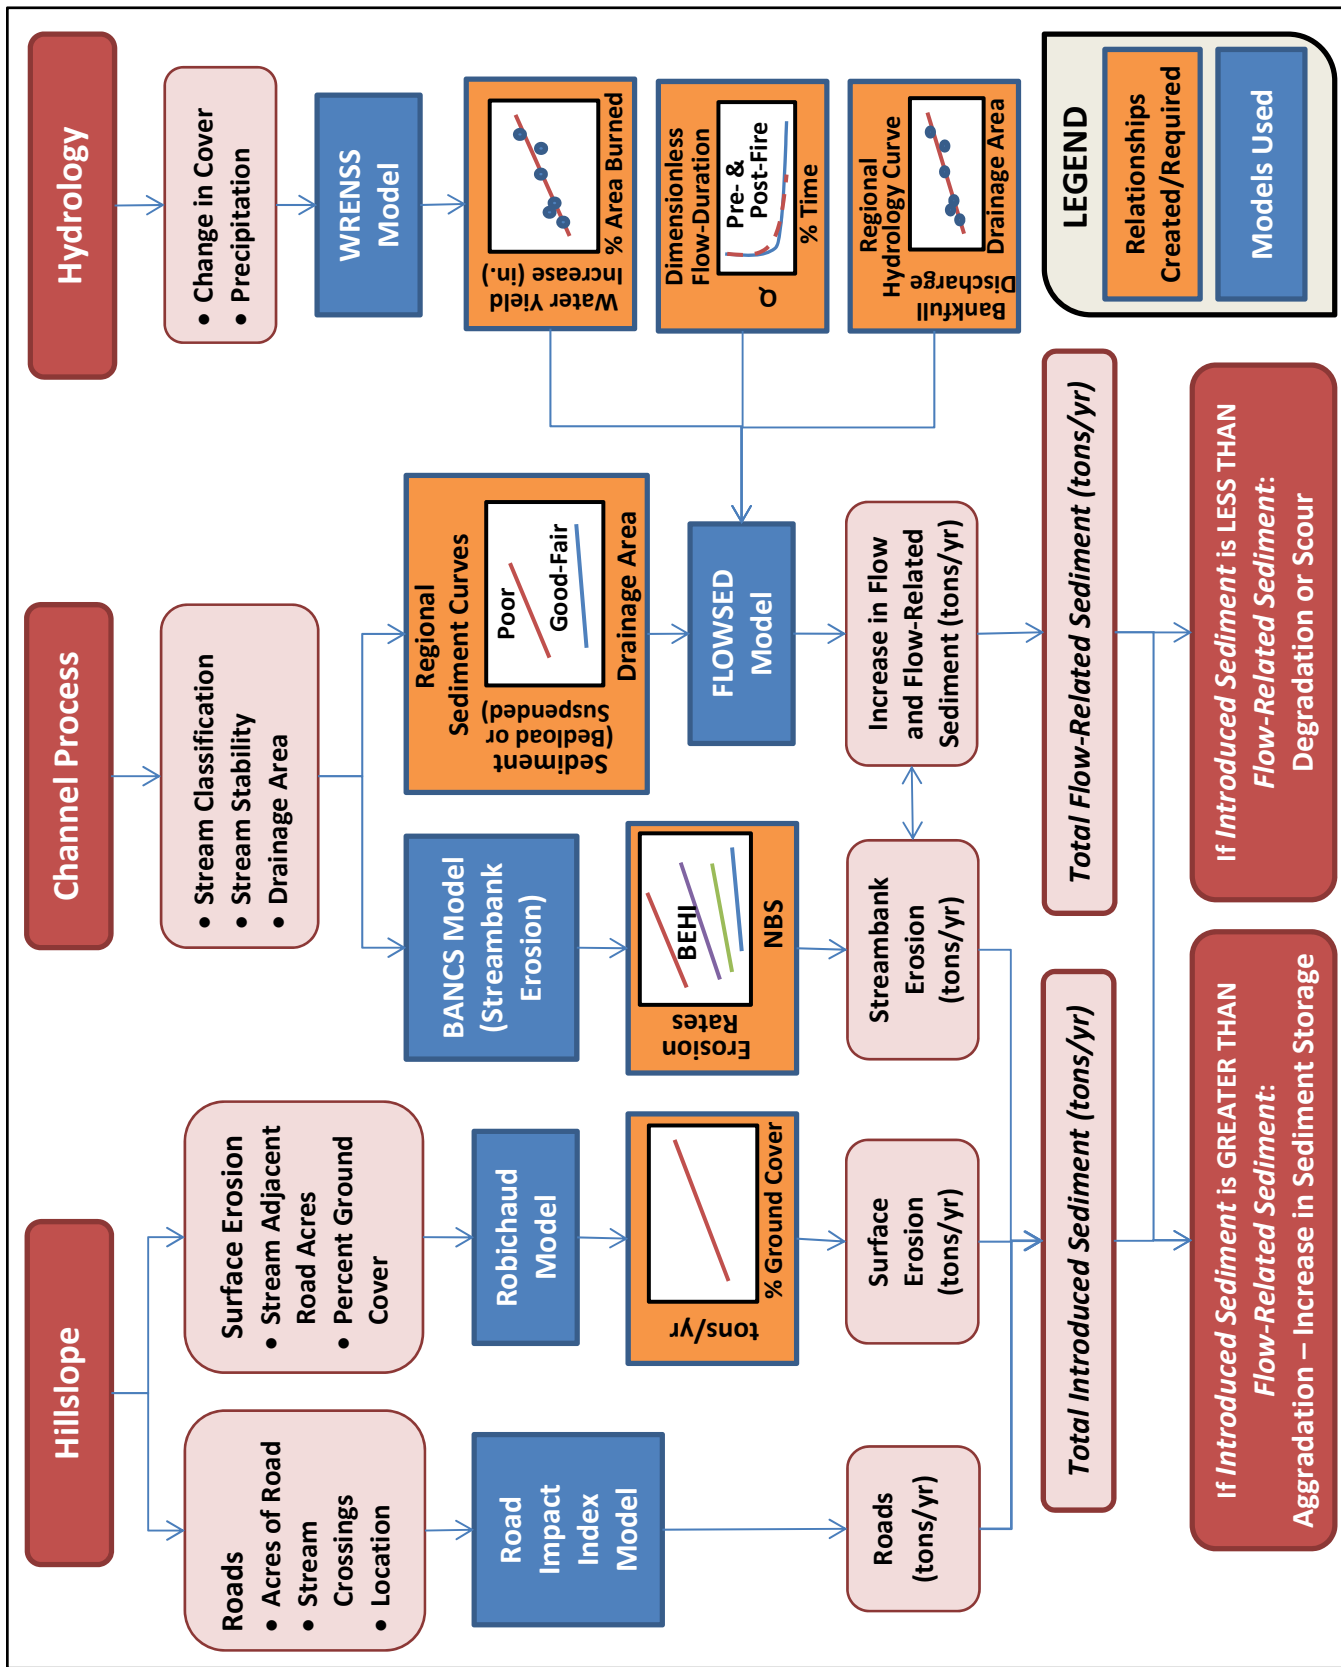 Hillslope
Channel Process
Hydrology
Roads
• Acres of Road
• Stream
Crossings
• Location
Surface Erosion
• Stream Adjacent
Road Acres
• Percent Ground
Cover
• Stream Classification
• Stream Stability
• Drainage Area
• Change in Cover
• Precipitation
Road
Impact
Index
Model
Robichaud
Model
BANCS Model
(Streambank
Erosion)
Regional
Sediment Curves
Sediment
(Bedload or
Suspended)
Poor
Good-Fair
Drainage Area
WRENSS
Model
Water Yield
Increase (in.)
% Area Burned
tons/yr
% Ground Cover
Erosion
Rates
BEHI
NBS
FLOWSED
Model
Dimensionless
Flow-Duration
Q
Pre- &
Post-Fire
% Time
Regional
Hydrology Curve
Bankfull
Discharge
Drainage Area
Roads
(tons/yr)
Surface
Erosion
(tons/yr)
Streambank
Erosion
(tons/yr)
Increase in Flow
and Flow-Related
Sediment (tons/yr)
Total Introduced Sediment (tons/yr)
Total Flow-Related Sediment (tons/yr)
If Introduced Sediment is GREATER THAN
Flow-Related Sediment:
Aggradation – Increase in Sediment Storage
If Introduced Sediment is LESS THAN
Flow-Related Sediment:
Degradation or Scour
LEGEND
Relationships
Created/Required
Models Used